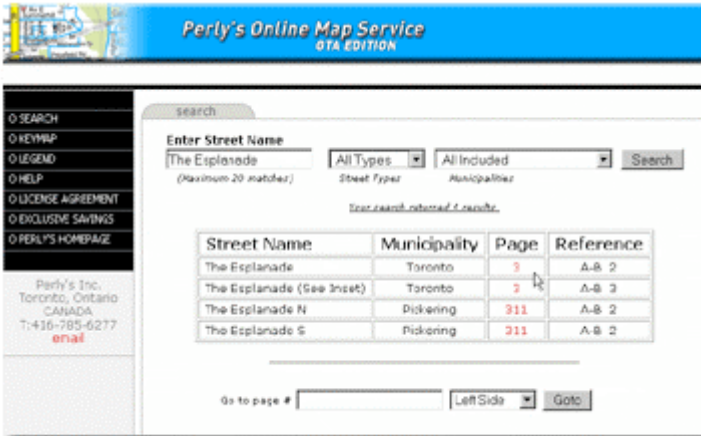 Perly's Online Map Service
GTA EDITION
O SEARCH
O KEYMAP
O LEGEND
O HELP
O LICENSE AGREEMENT
O EXCLUSIVE SAVINGS
O PERLY'S HOMEPAGE
Perly's Inc.
Toronto, Ontario
CANADA
T:416-785-6277
email
search
Enter Street Name
The Esplanade All Types All Included Search
(Maximum 20 matches) Street Types Municipalities
Your search returned 4 results.
Street Name Municipality Page Reference
The Esplanade Toronto 3 A-B 2
The Esplanade (See Inset) Toronto 3 A-B 3
The Esplanade N Pickering 311 A-B 2
The Esplanade S Pickering 311 A-B 2
Go to page # Left Side Goto